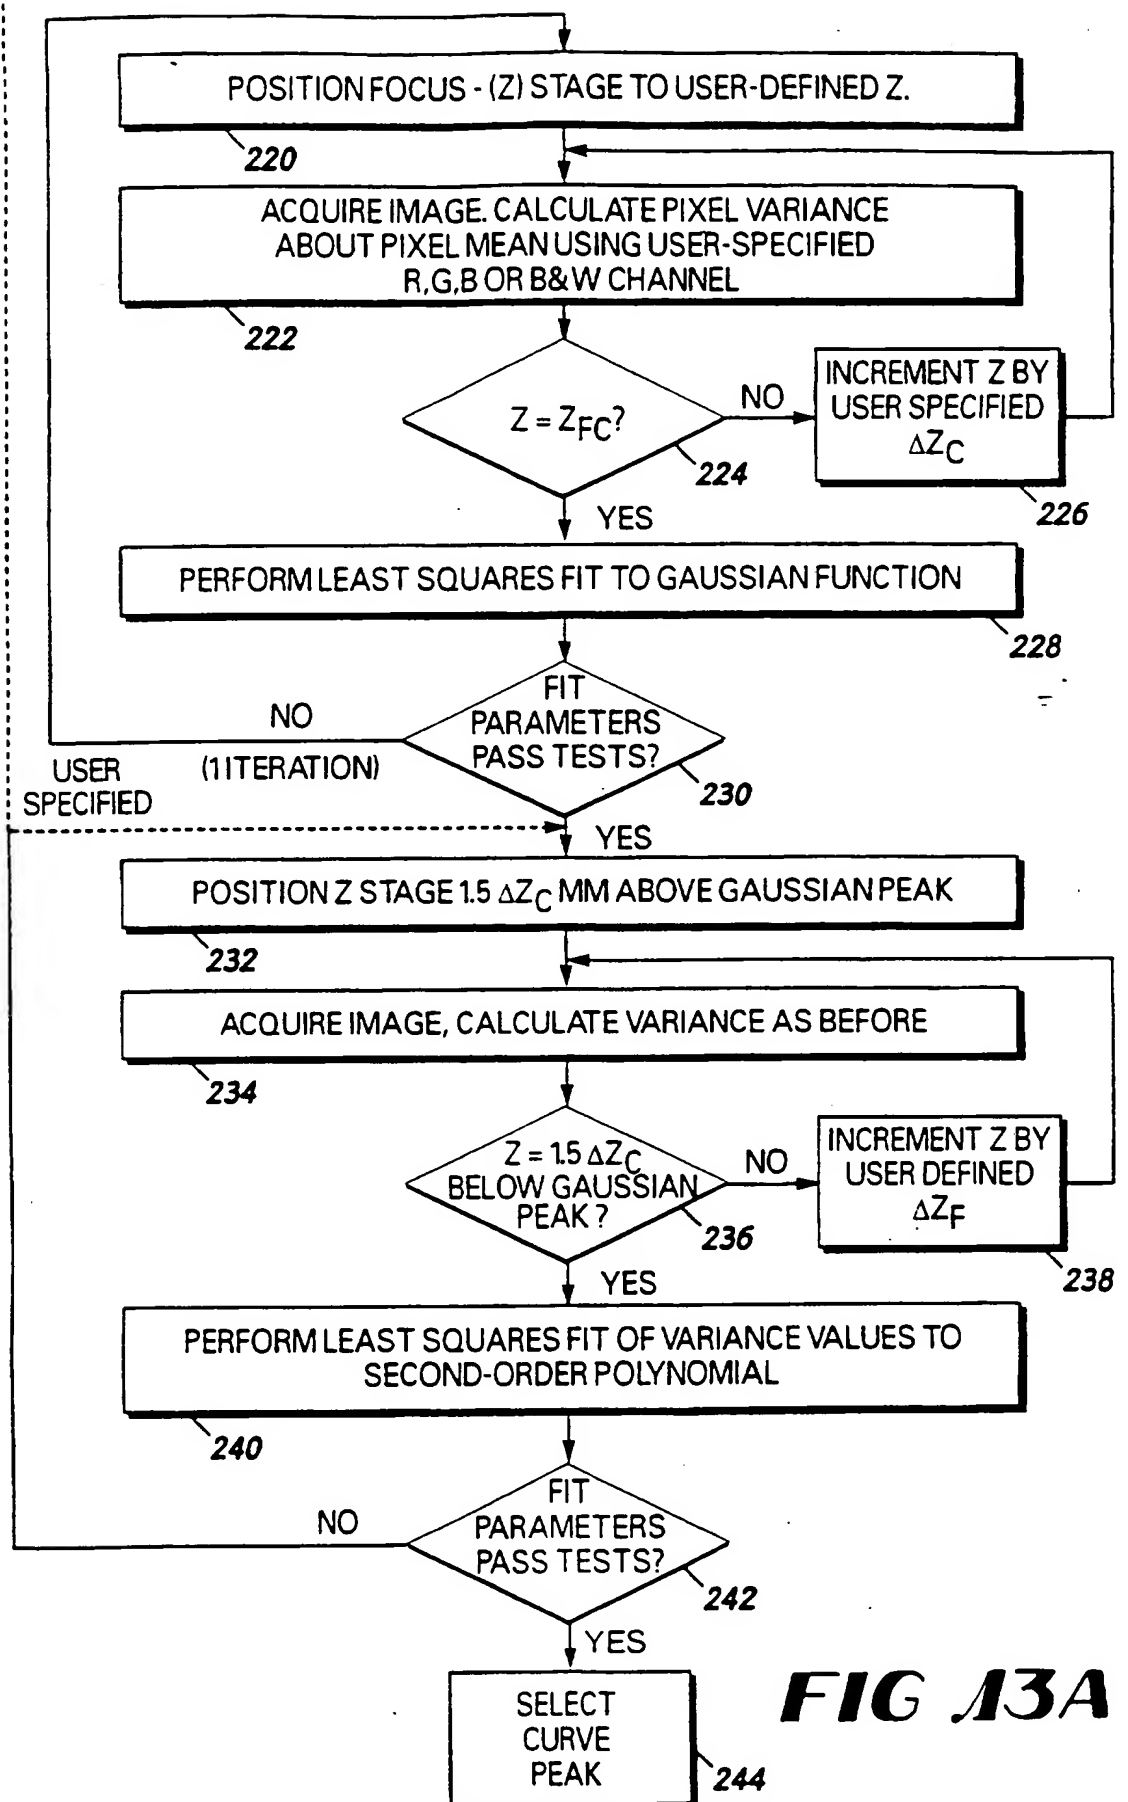 POSITION FOCUS - (Z) STAGE TO USER-DEFINED Z.
220
ACQUIRE IMAGE. CALCULATE PIXEL VARIANCE
ABOUT PIXEL MEAN USING USER-SPECIFIED
R,G,B OR B&W CHANNEL
222
Z = ZFC?
224
NO
INCREMENT Z BY
USER SPECIFIED
ΔZC
226
YES
PERFORM LEAST SQUARES FIT TO GAUSSIAN FUNCTION
228
FIT
PARAMETERS
PASS TESTS?
230
NO
(1 ITERATION)
USER
SPECIFIED
YES
POSITION Z STAGE 1.5 ΔZC MM ABOVE GAUSSIAN PEAK
232
ACQUIRE IMAGE, CALCULATE VARIANCE AS BEFORE
234
Z = 1.5 ΔZC
BELOW GAUSSIAN
PEAK?
236
NO
INCREMENT Z BY
USER DEFINED
ΔZF
238
YES
PERFORM LEAST SQUARES FIT OF VARIANCE VALUES TO
SECOND-ORDER POLYNOMIAL
240
FIT
PARAMETERS
PASS TESTS?
242
NO
YES
SELECT
CURVE
PEAK
244
FIG 13A